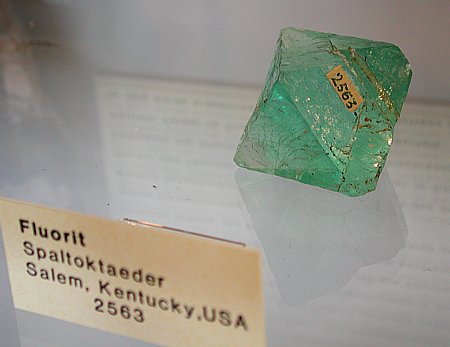 2563
Fluorit
Spaltoktaeder
Salem, Kentucky,USA
2563